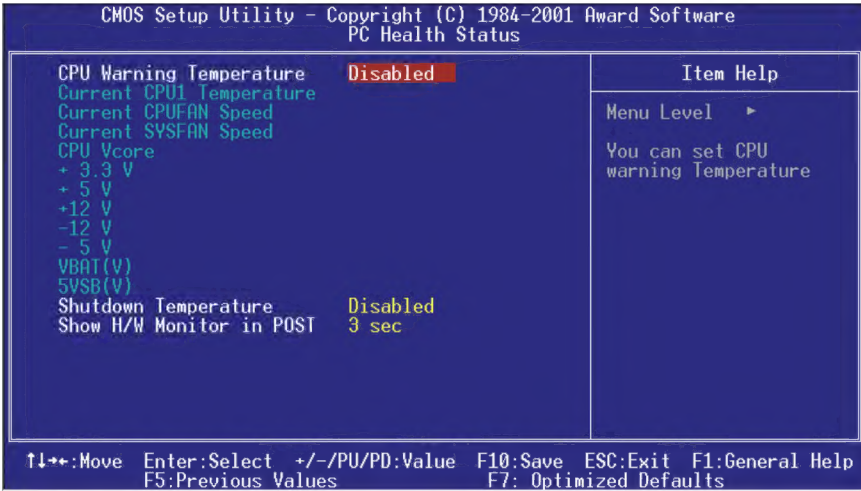 CMOS Setup Utility - Copyright (C) 1984-2001 Award Software
PC Health Status
CPU Warning Temperature Disabled
Current CPU1 Temperature
Current CPUFAN Speed
Current SYSFAN Speed
CPU Vcore
+ 3.3 V
+ 5 V
+12 V
-12 V
- 5 V
VBAT(V)
5VSB(V)
Shutdown Temperature Disabled
Show H/W Monitor in POST 3 sec
Item Help
Menu Level ►
You can set CPU
warning Temperature
↑↓→←:Move Enter:Select +/-/PU/PD:Value F10:Save ESC:Exit F1:General Help
F5:Previous Values F7: Optimized Defaults